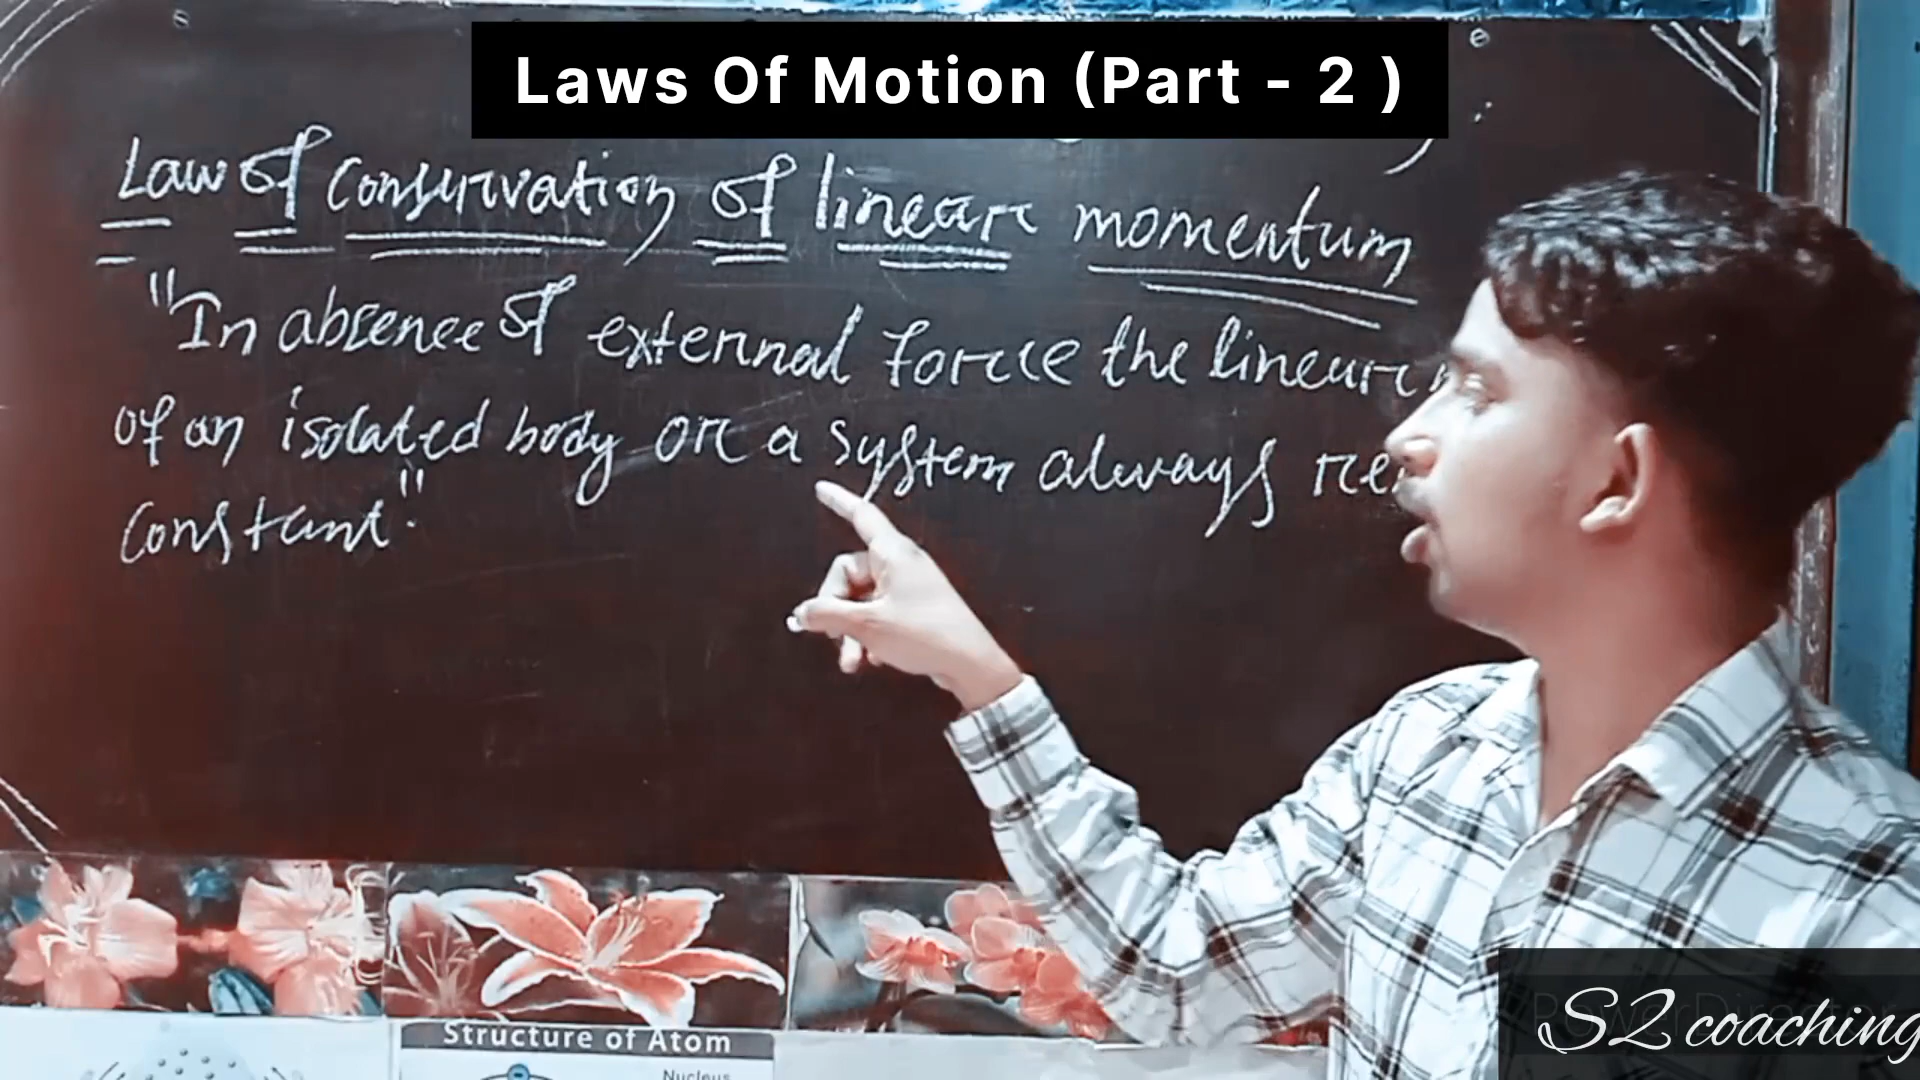 Laws Of Motion (Part - 2 )
Law of Conservation of linear momentum
"In absence of external force the linear
of an isolated body or a system always
constant".
Structure of Atom
Nucleus
S2 coaching